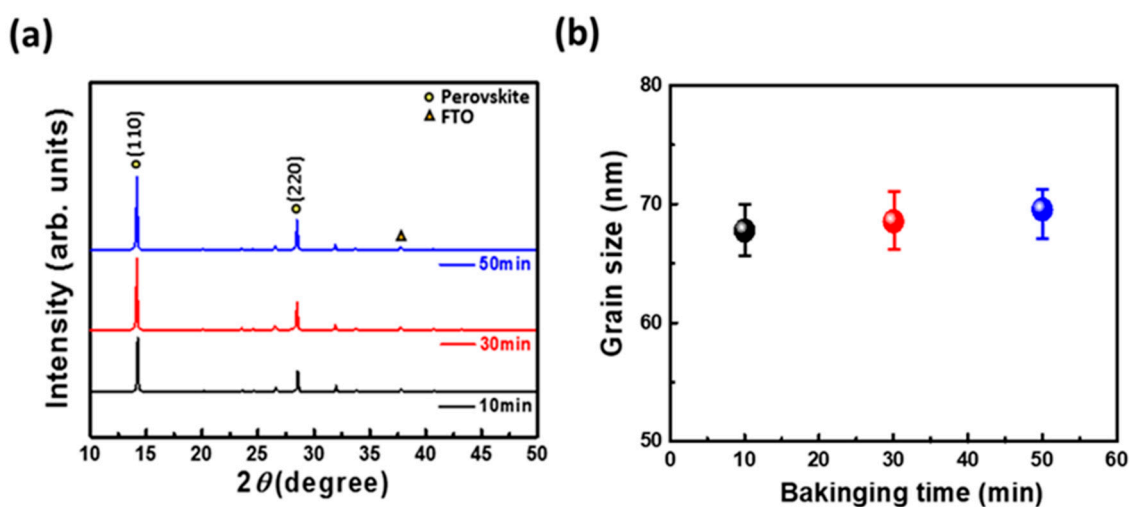 (a)
Intensity (arb. units)
Perovskite
FTO
(110)
(220)
50min
30min
10min
10 15 20 25 30 35 40 45 50
2θ(degree)
(b)
Grain size (nm)
80
70
60
50
0 10 20 30 40 50 60
Bakinging time (min)